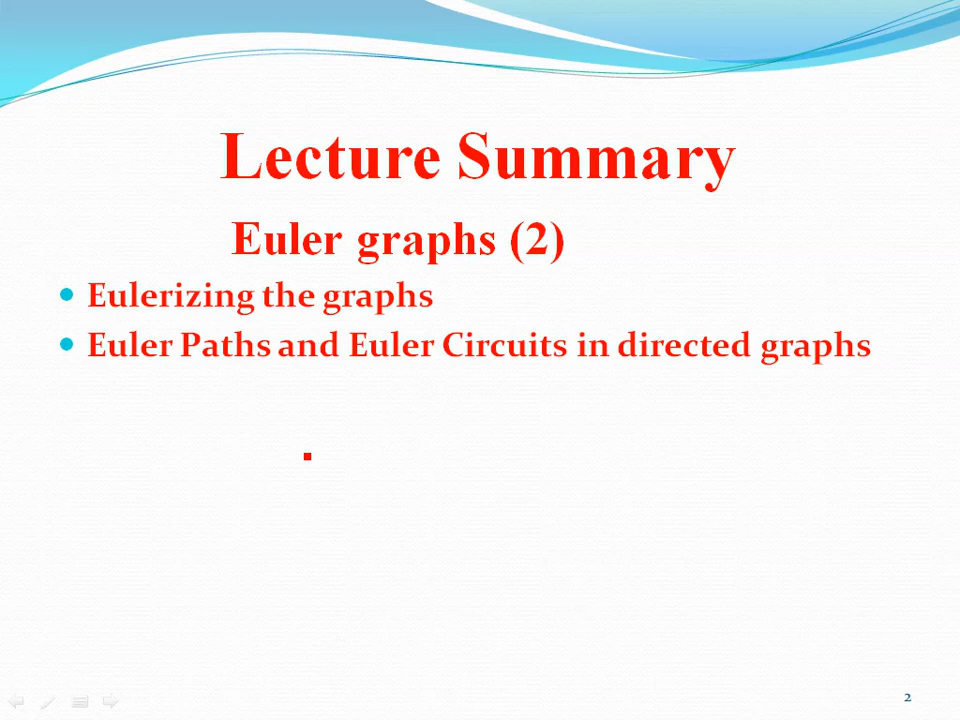 Lecture Summary
Euler graphs (2)
• Eulerizing the graphs
• Euler Paths and Euler Circuits in directed graphs
2